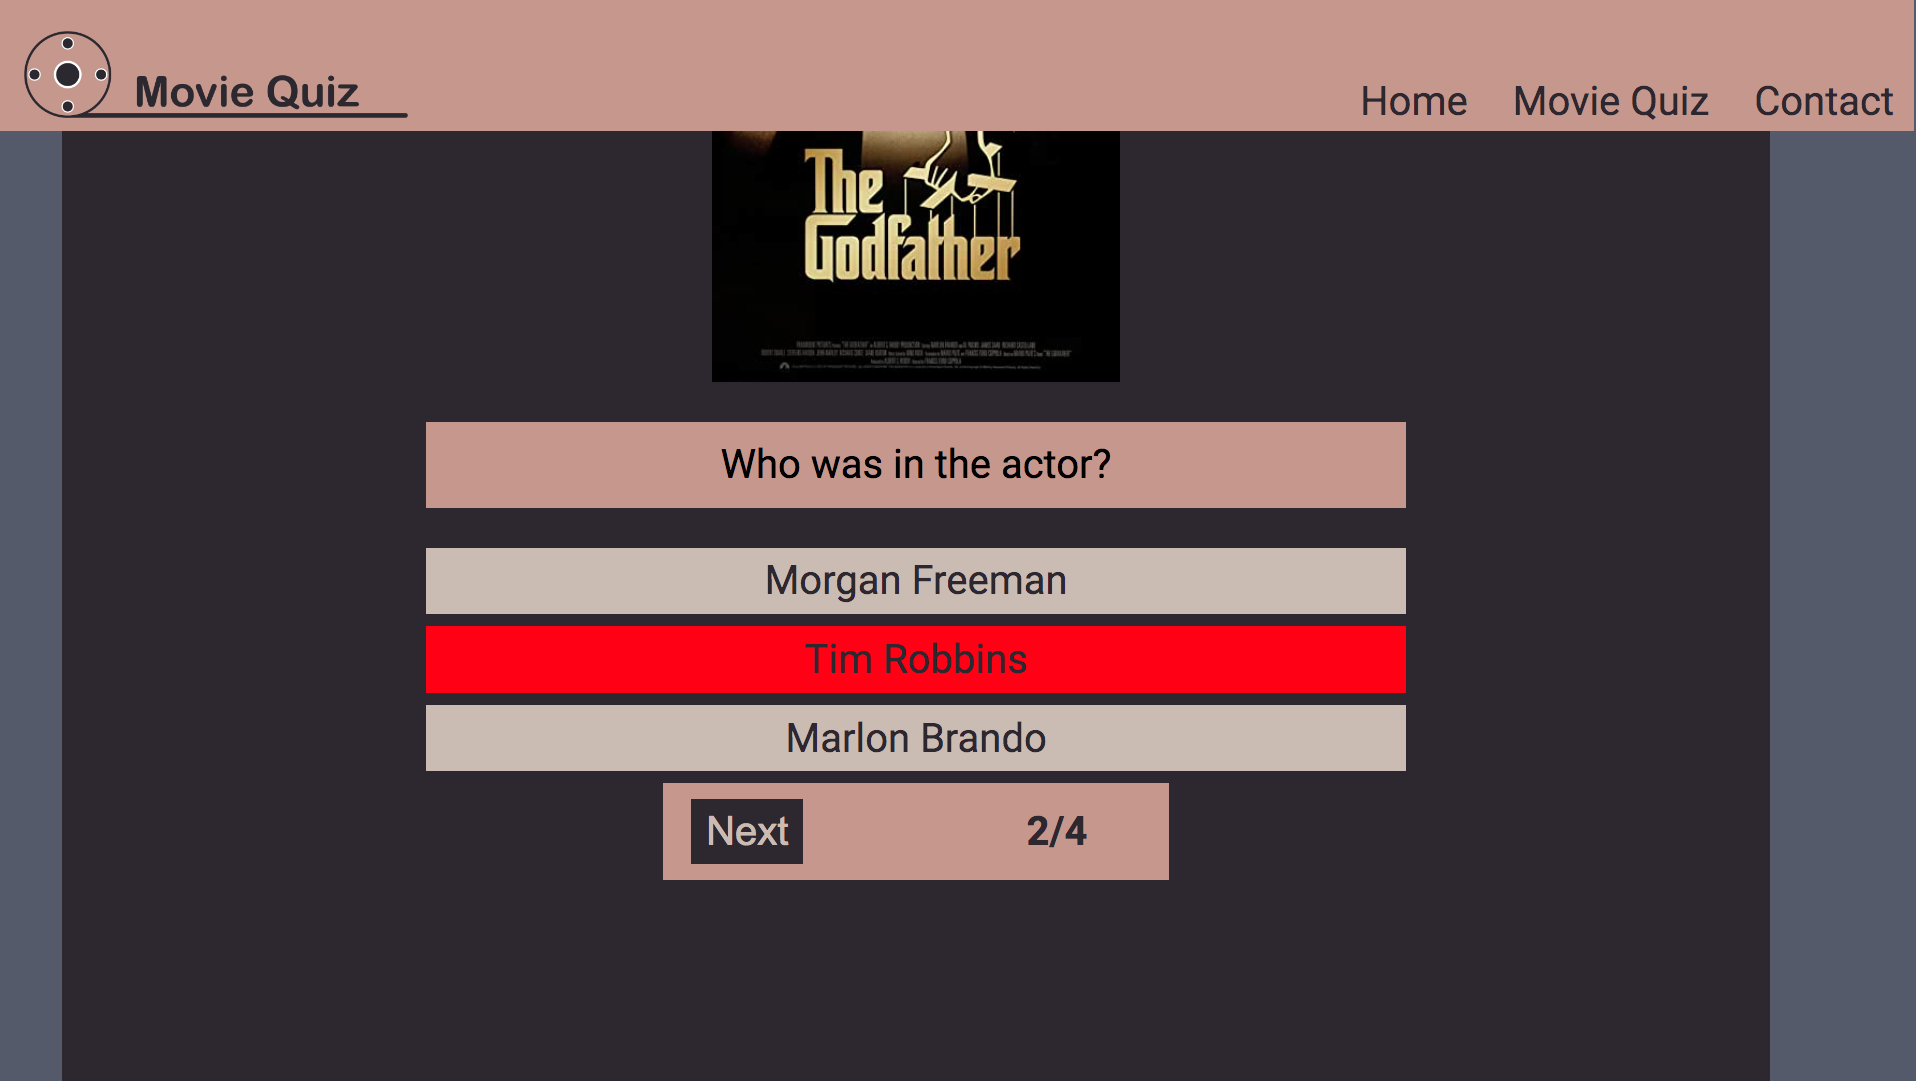 Movie Quiz
Home Movie Quiz Contact
The
Godfather
Who was in the actor?
Morgan Freeman
Tim Robbins
Marlon Brando
Next 2/4